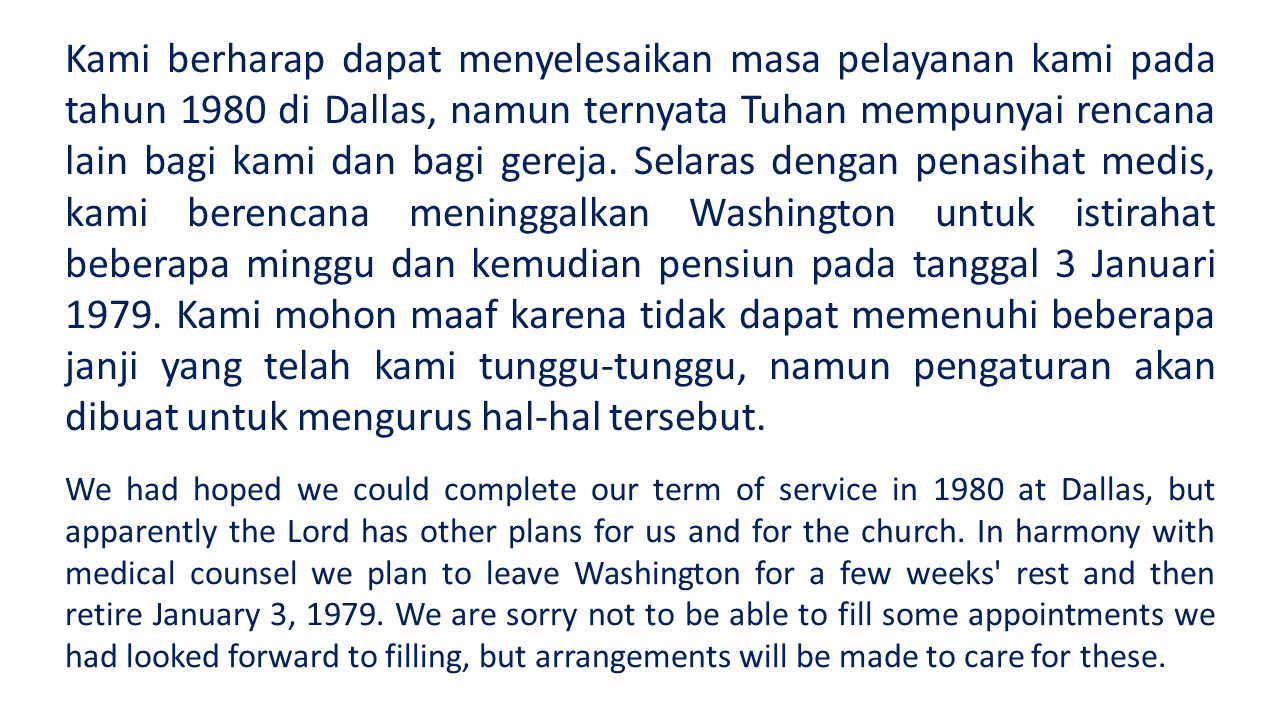 Kami berharap dapat menyelesaikan masa pelayanan kami pada
tahun 1980 di Dallas, namun ternyata Tuhan mempunyai rencana
lain bagi kami dan bagi gereja. Selaras dengan penasihat medis,
kami berencana meninggalkan Washington untuk istirahat
beberapa minggu dan kemudian pensiun pada tanggal 3 Januari
1979. Kami mohon maaf karena tidak dapat memenuhi beberapa
janji yang telah kami tunggu-tunggu, namun pengaturan akan
dibuat untuk mengurus hal-hal tersebut.
We had hoped we could complete our term of service in 1980 at Dallas, but
apparently the Lord has other plans for us and for the church. In harmony with
medical counsel we plan to leave Washington for a few weeks' rest and then
retire January 3, 1979. We are sorry not to be able to fill some appointments we
had looked forward to filling, but arrangements will be made to care for these.